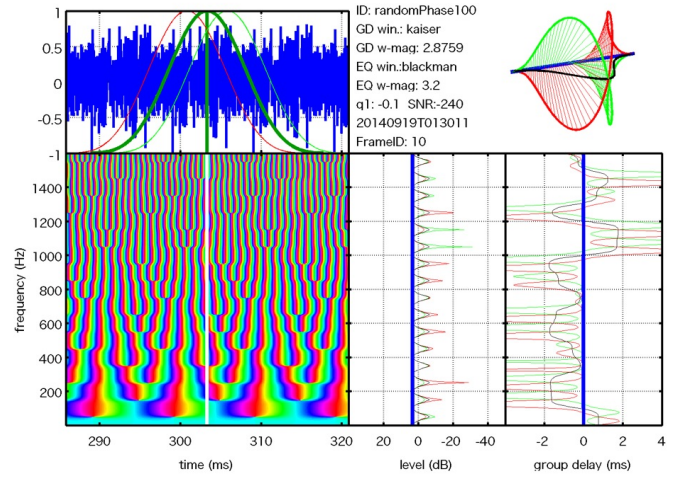 ID: randomPhase100
GD win.: kaiser
GD w-mag: 2.8759
EQ win.:blackman
EQ w-mag: 3.2
q1: -0.1 SNR:-240
20140919T013011
FrameID: 10
1
0.5
0
-0.5
-1
1400
1200
1000
800
600
400
200
frequency (Hz)
290 300 310 320
time (ms)
20 0 -20 -40
level (dB)
-2 0 2 4
group delay (ms)